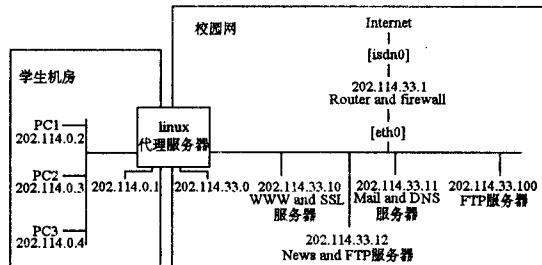 校园网
Internet
[isdn0]
202.114.33.1
Router and firewall
[eth0]
学生机房
PC1
202.114.0.2
PC2
202.114.0.3
PC3
202.114.0.4
linux
代理服务器
202.114.0.1
202.114.33.0
202.114.33.10
WWW and SSL
服务器
202.114.33.11
Mail and DNS
服务器
202.114.33.100
FTP服务器
202.114.33.12
News and FTP服务器